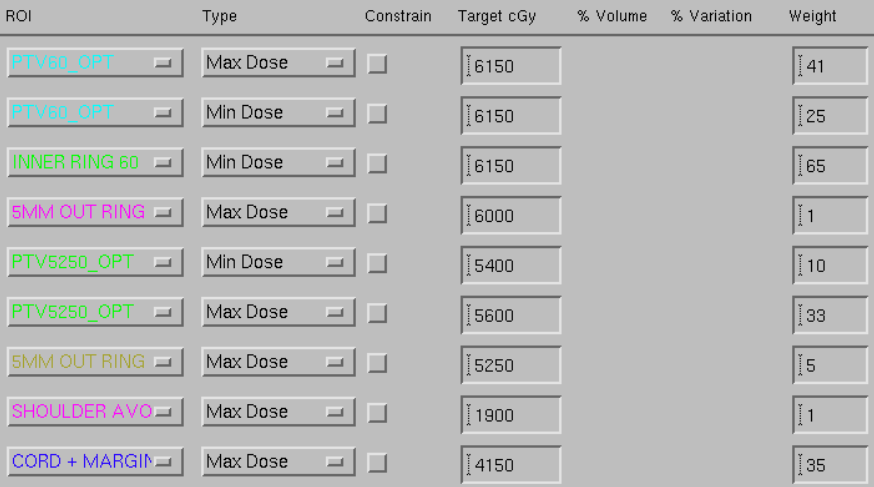 ROI Type Constrain Target cGy % Volume % Variation Weight
PTV60_OPT Max Dose 6150 41
PTV60_OPT Min Dose 6150 25
INNER RING 60 Min Dose 6150 65
5MM OUT RING Max Dose 6000 1
PTV5250_OPT Min Dose 5400 10
PTV5250_OPT Max Dose 5600 33
5MM OUT RING Max Dose 5250 5
SHOULDER AVO Max Dose 1900 1
CORD + MARGIN Max Dose 4150 35